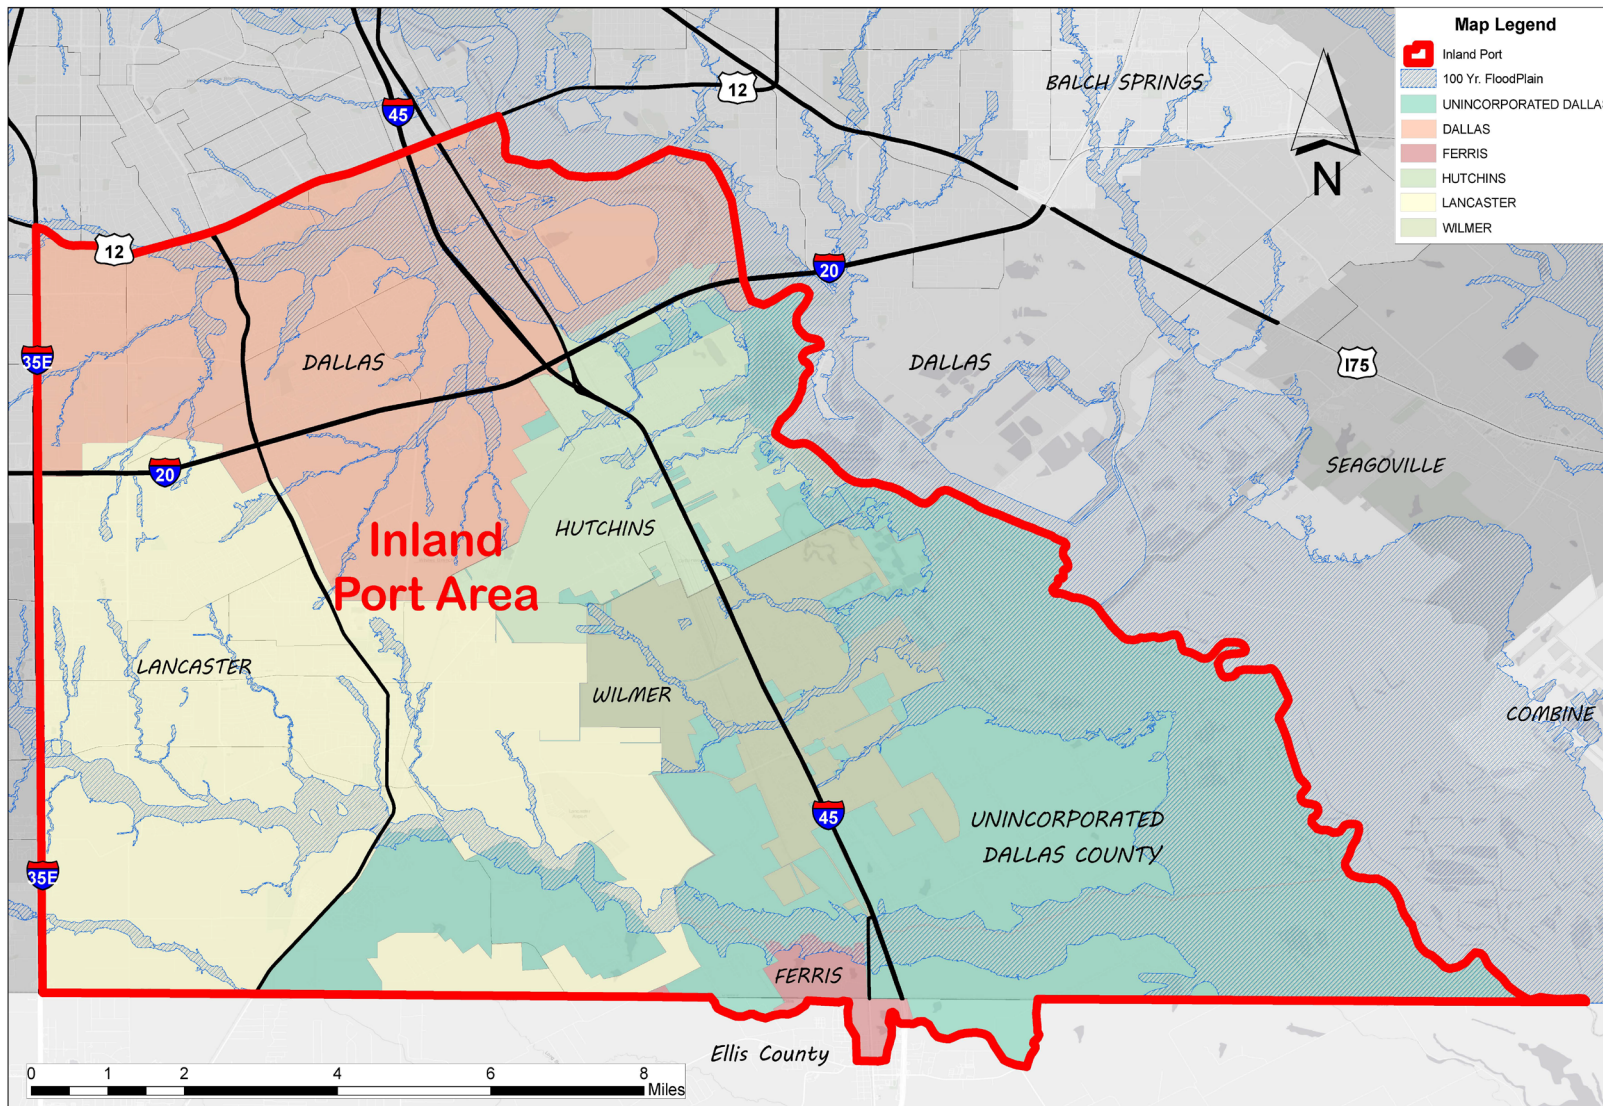 Map Legend
Inland Port
100 Yr. FloodPlain
UNINCORPORATED DALLAS
DALLAS
FERRIS
HUTCHINS
LANCASTER
WILMER
N
12
BALCH SPRINGS
45
12
20
35E
DALLAS
DALLAS
175
20
SEAGOVILLE
HUTCHINS
Inland
Port Area
LANCASTER
WILMER
COMBINE
45
UNINCORPORATED
DALLAS COUNTY
35E
FERRIS
Ellis County
0 1 2 4 6 8
Miles